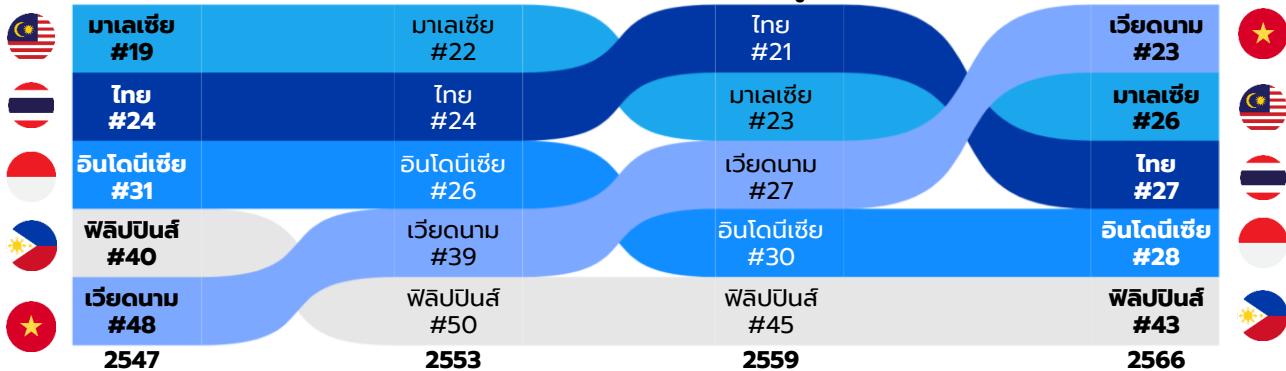 มาเลเซีย
#19
มาเลเซีย
#22
ไทย
#21
เวียดนาม
#23
ไทย
#24
ไทย
#24
มาเลเซีย
#23
มาเลเซีย
#26
อินโดนีเซีย
#31
อินโดนีเซีย
#26
เวียดนาม
#27
ไทย
#27
ฟิลิปปินส์
#40
เวียดนาม
#39
อินโดนีเซีย
#30
อินโดนีเซีย
#28
เวียดนาม
#48
ฟิลิปปินส์
#50
ฟิลิปปินส์
#45
ฟิลิปปินส์
#43
2547
2553
2559
2566